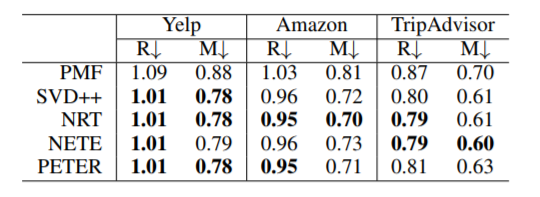 Yelp Amazon TripAdvisor
R↓ M↓ R↓ M↓ R↓ M↓
PMF 1.09 0.88 1.03 0.81 0.87 0.70
SVD++ 1.01 0.78 0.96 0.72 0.80 0.61
NRT 1.01 0.78 0.95 0.70 0.79 0.61
NETE 1.01 0.79 0.96 0.73 0.79 0.60
PETER 1.01 0.78 0.95 0.71 0.81 0.63